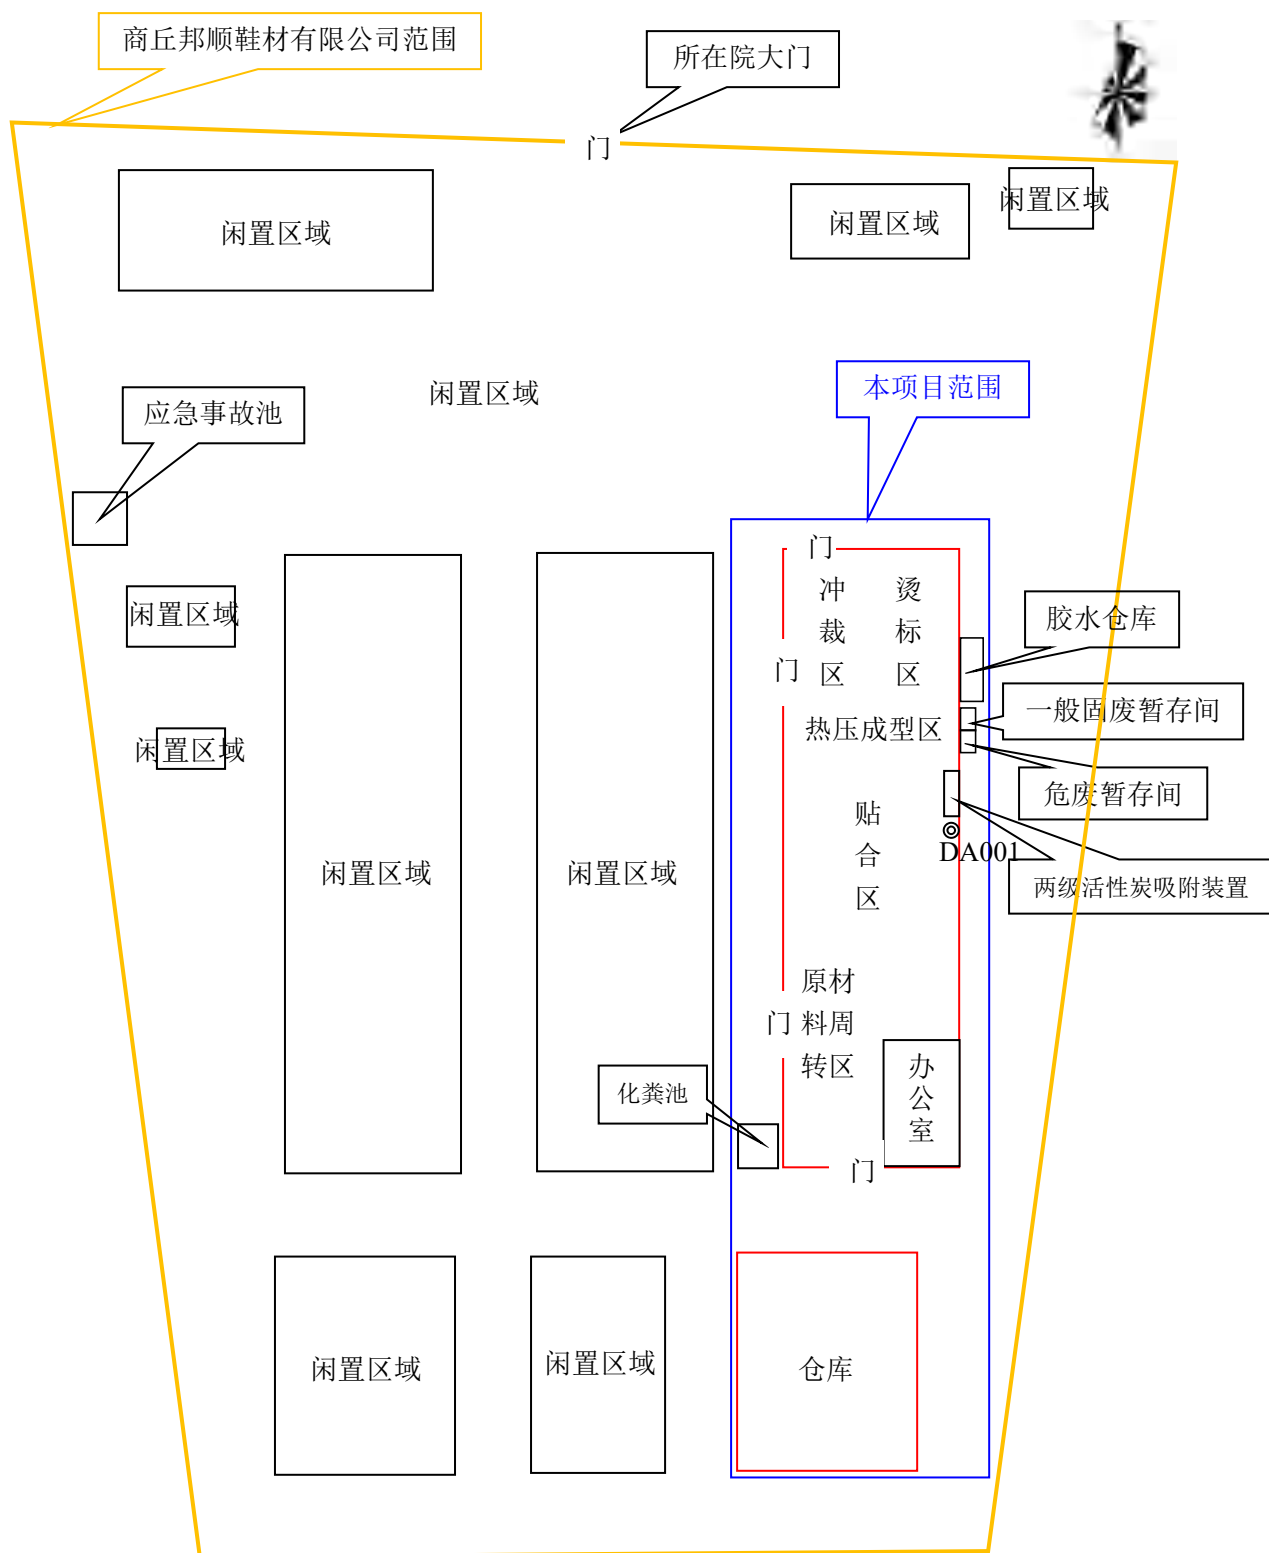 商丘邦顺鞋材有限公司范围
所在院大门
门
闲置区域
闲置区域
闲置区域
闲置区域
本项目范围
应急事故池
门
冲裁区
烫标区
胶水仓库
闲置区域
门
一般固废暂存间
热压成型区
闲置区域
危废暂存间
贴合区
DA001
闲置区域
闲置区域
两级活性炭吸附装置
原材
门
料周
转区
办公室
化粪池
门
闲置区域
闲置区域
仓库